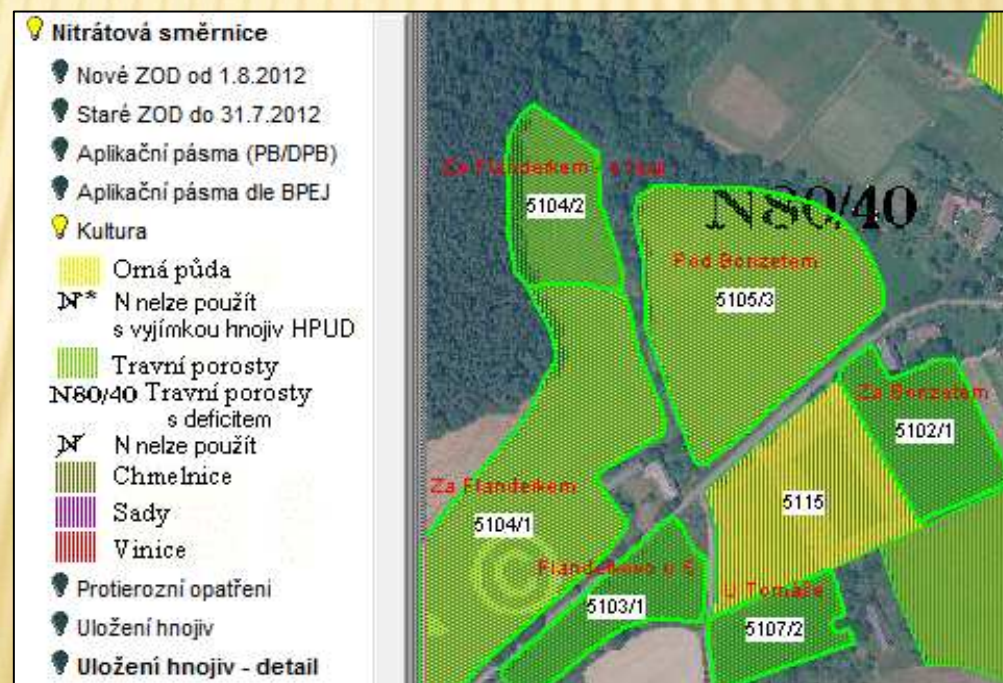 Nitrátová směrnice
Nové ZOD od 1.8.2012
Staré ZOD do 31.7.2012
Aplikační pásma (PB/DPB)
Aplikační pásma dle BPEJ
Kultura
Orná půda
N* N nelze použít
s vyjímkou hnojiv HPUD
Travní porosty
N80/40 Travní porosty
s deficitem
N N nelze použít
Chmelnice
Sady
Vinice
Protierozní opatření
Uložení hnojiv
Uložení hnojiv - detail
Za Flanderkem
5104/2
N80/40
Pod Bonzetem
5105/3
Za Bonzetem
5102/1
5115
Za Flanderkem
5104/1
5103/1
U Tomáše
5107/2